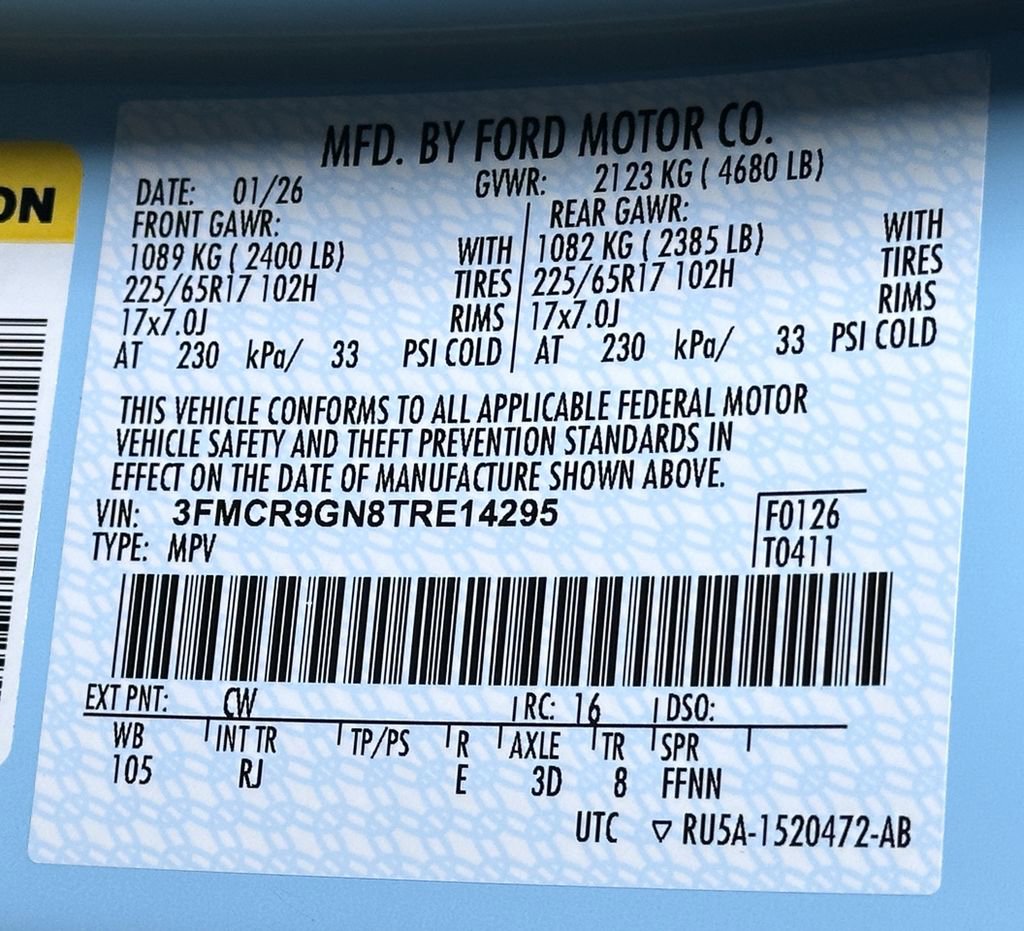 ON
MFD. BY FORD MOTOR CO.
DATE: 01/26 GVWR: 2123 KG ( 4680 LB)
FRONT GAWR: REAR GAWR:
1089 KG ( 2400 LB) WITH 1082 KG ( 2385 LB) WITH
225/65R17 102H TIRES 225/65R17 102H TIRES
17x7.0J RIMS 17x7.0J RIMS
AT 230 kPa/ 33 PSI COLD AT 230 kPa/ 33 PSI COLD
THIS VEHICLE CONFORMS TO ALL APPLICABLE FEDERAL MOTOR
VEHICLE SAFETY AND THEFT PREVENTION STANDARDS IN
EFFECT ON THE DATE OF MANUFACTURE SHOWN ABOVE.
VIN: 3FMCR9GN8TRE14295 F0126
TYPE: MPV T0411
EXT PNT: CW RC: 16 DSO:
WB INT TR TP/PS R AXLE TR SPR
105 RJ E 3D 8 FFNN
UTC ▽ RU5A-1520472-AB